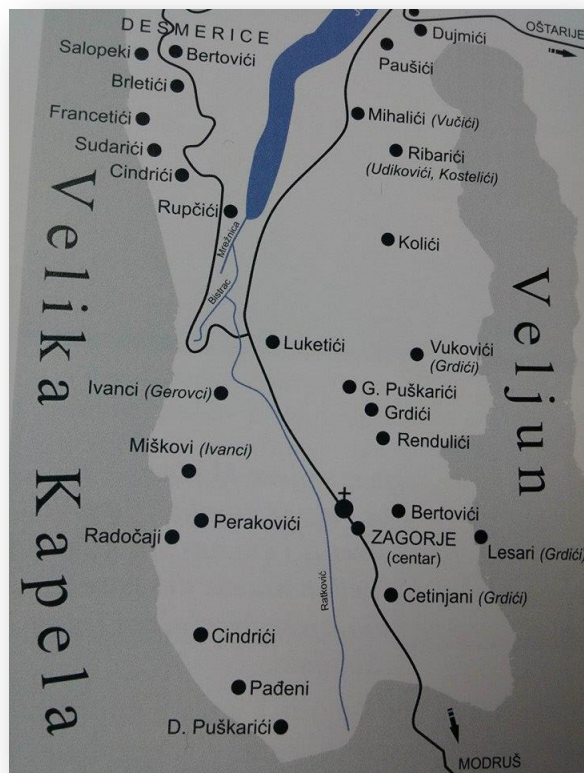 DESMERICE
OŠTARIJE
Dujmići
Salopeki
Bertovići
Paušići
Brletići
Francetići
Mihalići (Vučići)
Sudarići
Ribarići
(Udikovići, Kostelići)
Cindrići
Rupčići
Mrežnica
Kolići
Bistrac
Velika Kapela
Veljun
Luketići
Vukovići
(Grdići)
Ivanci (Gerovci)
G. Puškarići
Grdići
Miškovi (Ivanci)
Rendulići
Perakovići
Bertovići
Radočaji
ZAGORJE
(centar)
Lesari (Grdići)
Ratković
Cetinjani (Grdići)
Cindrići
Pađeni
D. Puškarići
MODRUŠ